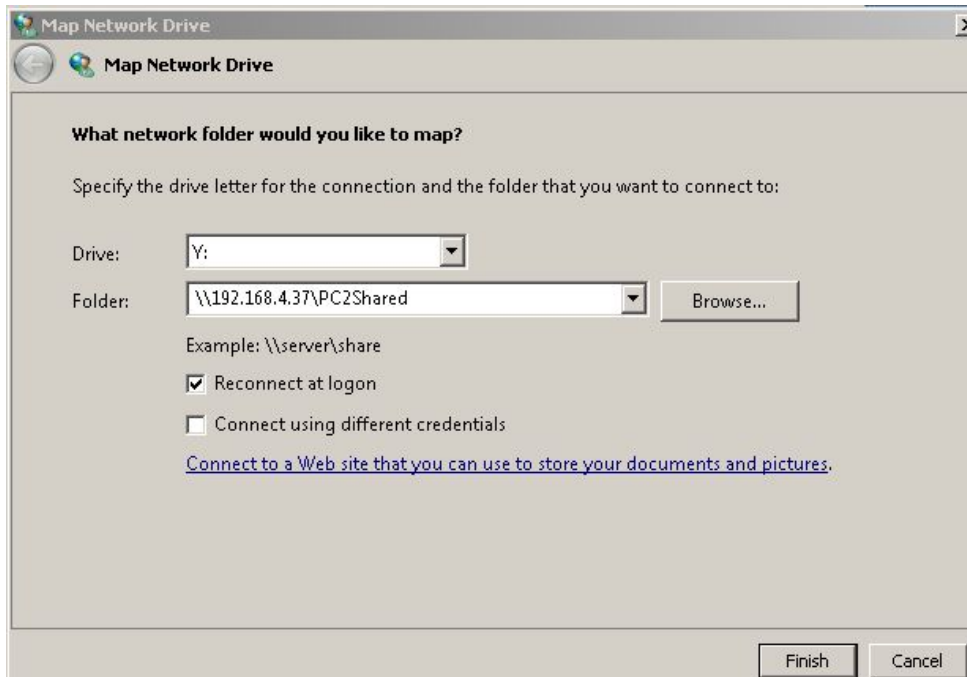 Map Network Drive
Map Network Drive
What network folder would you like to map?
Specify the drive letter for the connection and the folder that you want to connect to:
Drive: Y:
Folder: \\192.168.4.37\PC2Shared Browse...
Example: \\server\share
Reconnect at logon
Connect using different credentials
Connect to a Web site that you can use to store your documents and pictures.
Finish Cancel